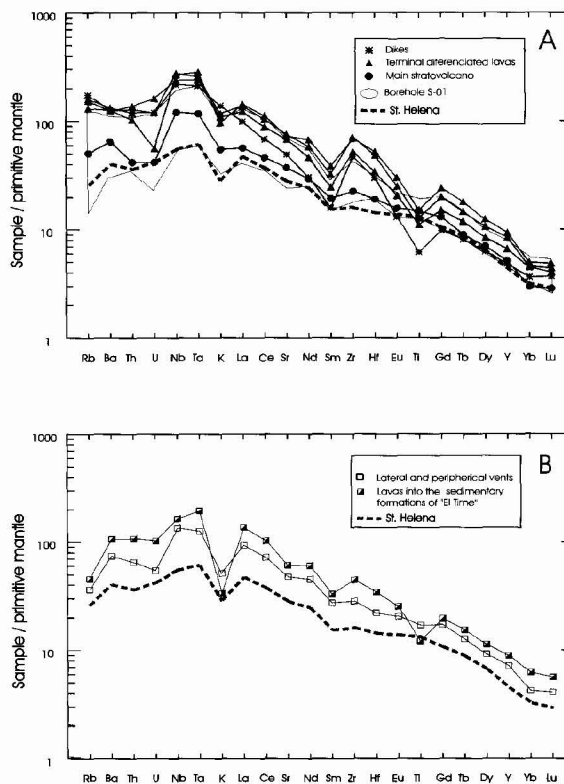 A
Sample / primitive mantle
1000
100
10
1
Dikes
Terminal diferenciated lavas
Main stratovolcano
Borehole S-01
St. Helena
Rb Ba Th U Nb Ta K La Ce Sr Nd Sm Zr Hf Eu Ti Gd Tb Dy Y Yb Lu
B
Sample / primitive mantle
1000
100
10
1
Lateral and peripherical vents
Lavas into the sedimentary
formations of "El Time"
St. Helena
Rb Ba Th U Nb Ta K La Ce Sr Nd Sm Zr Hf Eu Ti Gd Tb Dy Y Yb Lu